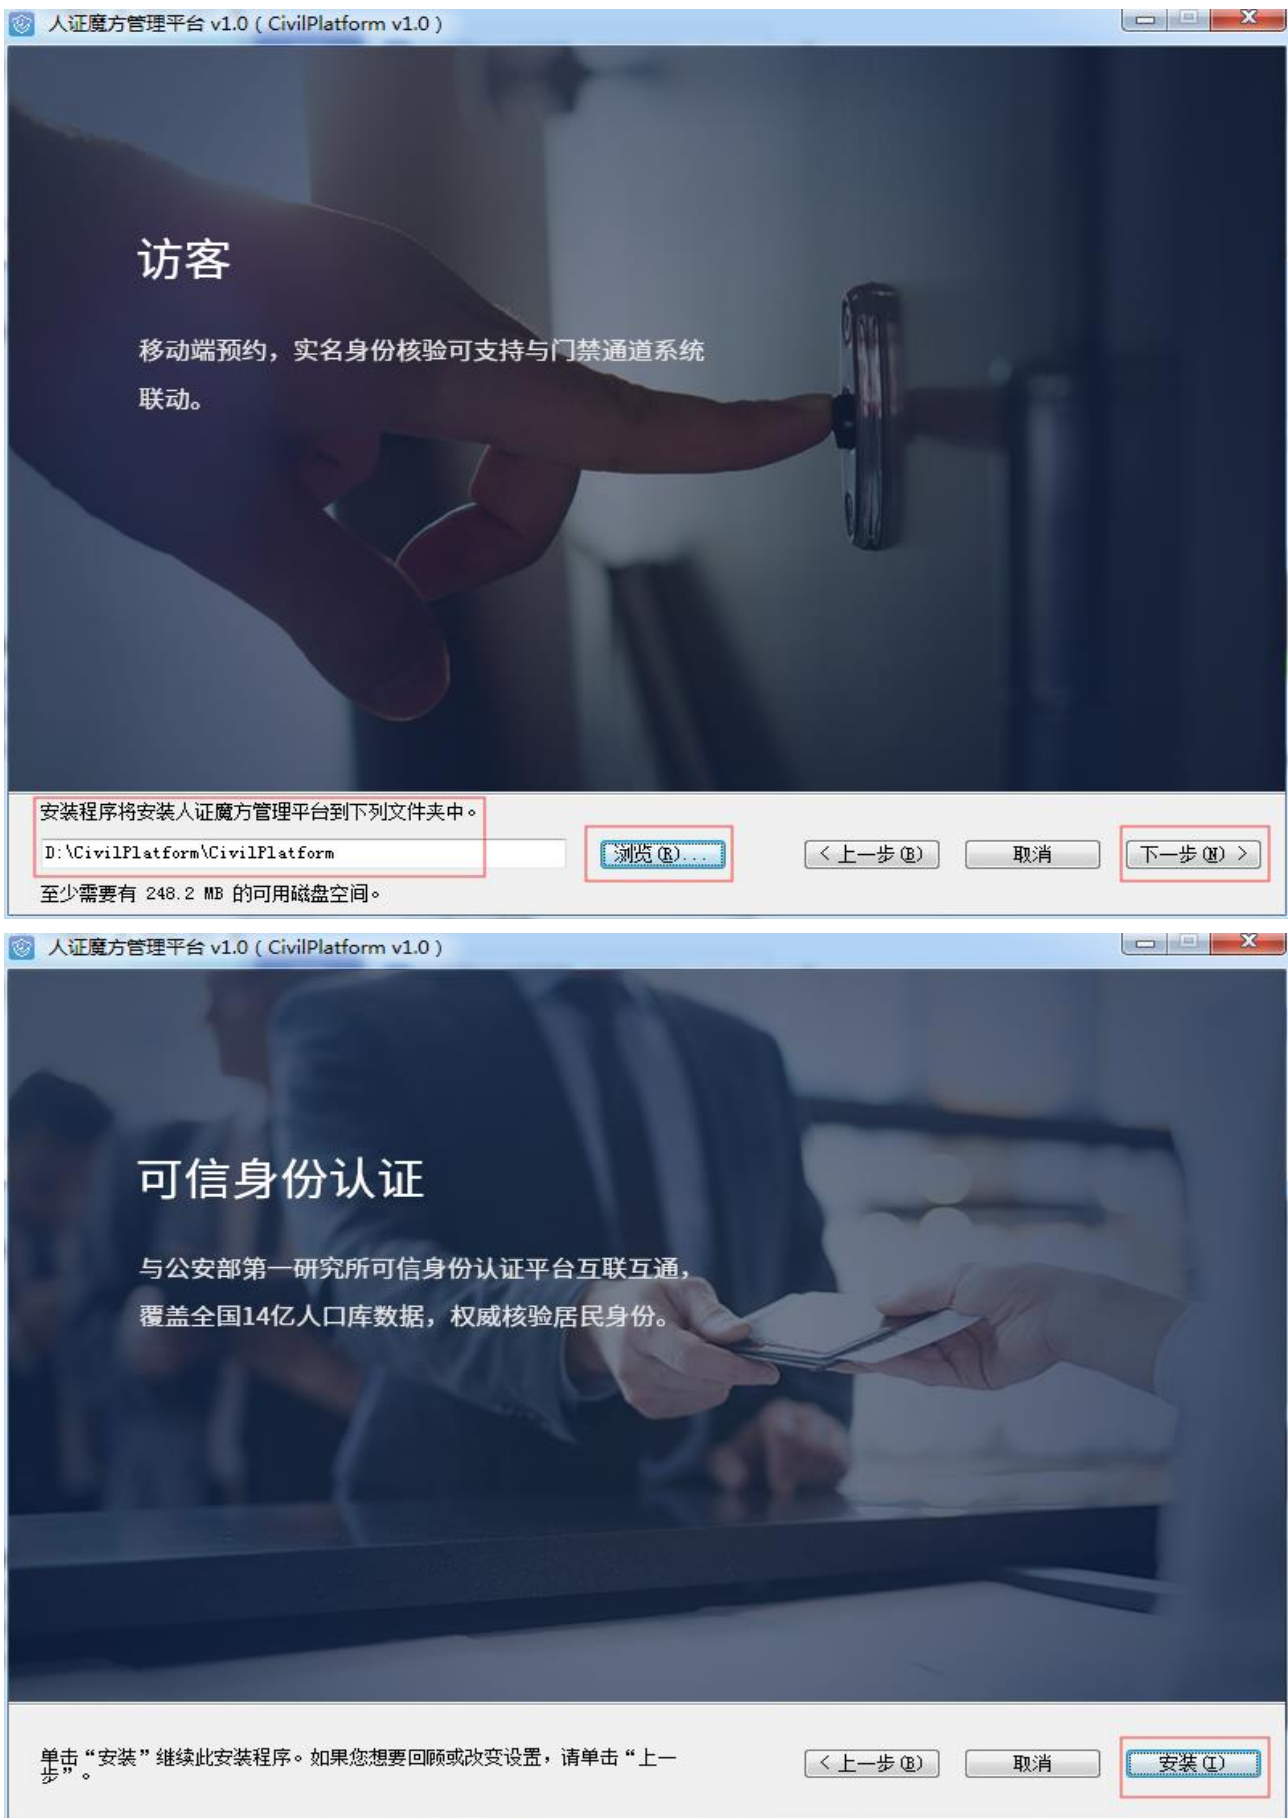 人证魔方管理平台 v1.0 ( CivilPlatform v1.0 )
访客
移动端预约，实名身份核验可支持与门禁通道系统
联动。
安装程序将安装人证魔方管理平台到下列文件夹中。
D:\CivilPlatform\CivilPlatform
浏览(R)...
< 上一步(B)
取消
下一步(N) >
至少需要有 248.2 MB 的可用磁盘空间。
人证魔方管理平台 v1.0 ( CivilPlatform v1.0 )
可信身份认证
与公安部第一研究所可信身份认证平台互联互通，
覆盖全国14亿人口库数据，权威核验居民身份。
单击“安装”继续此安装程序。如果您想要回顾或改变设置，请单击“上一
步”。
< 上一步(B)
取消
安装(I)